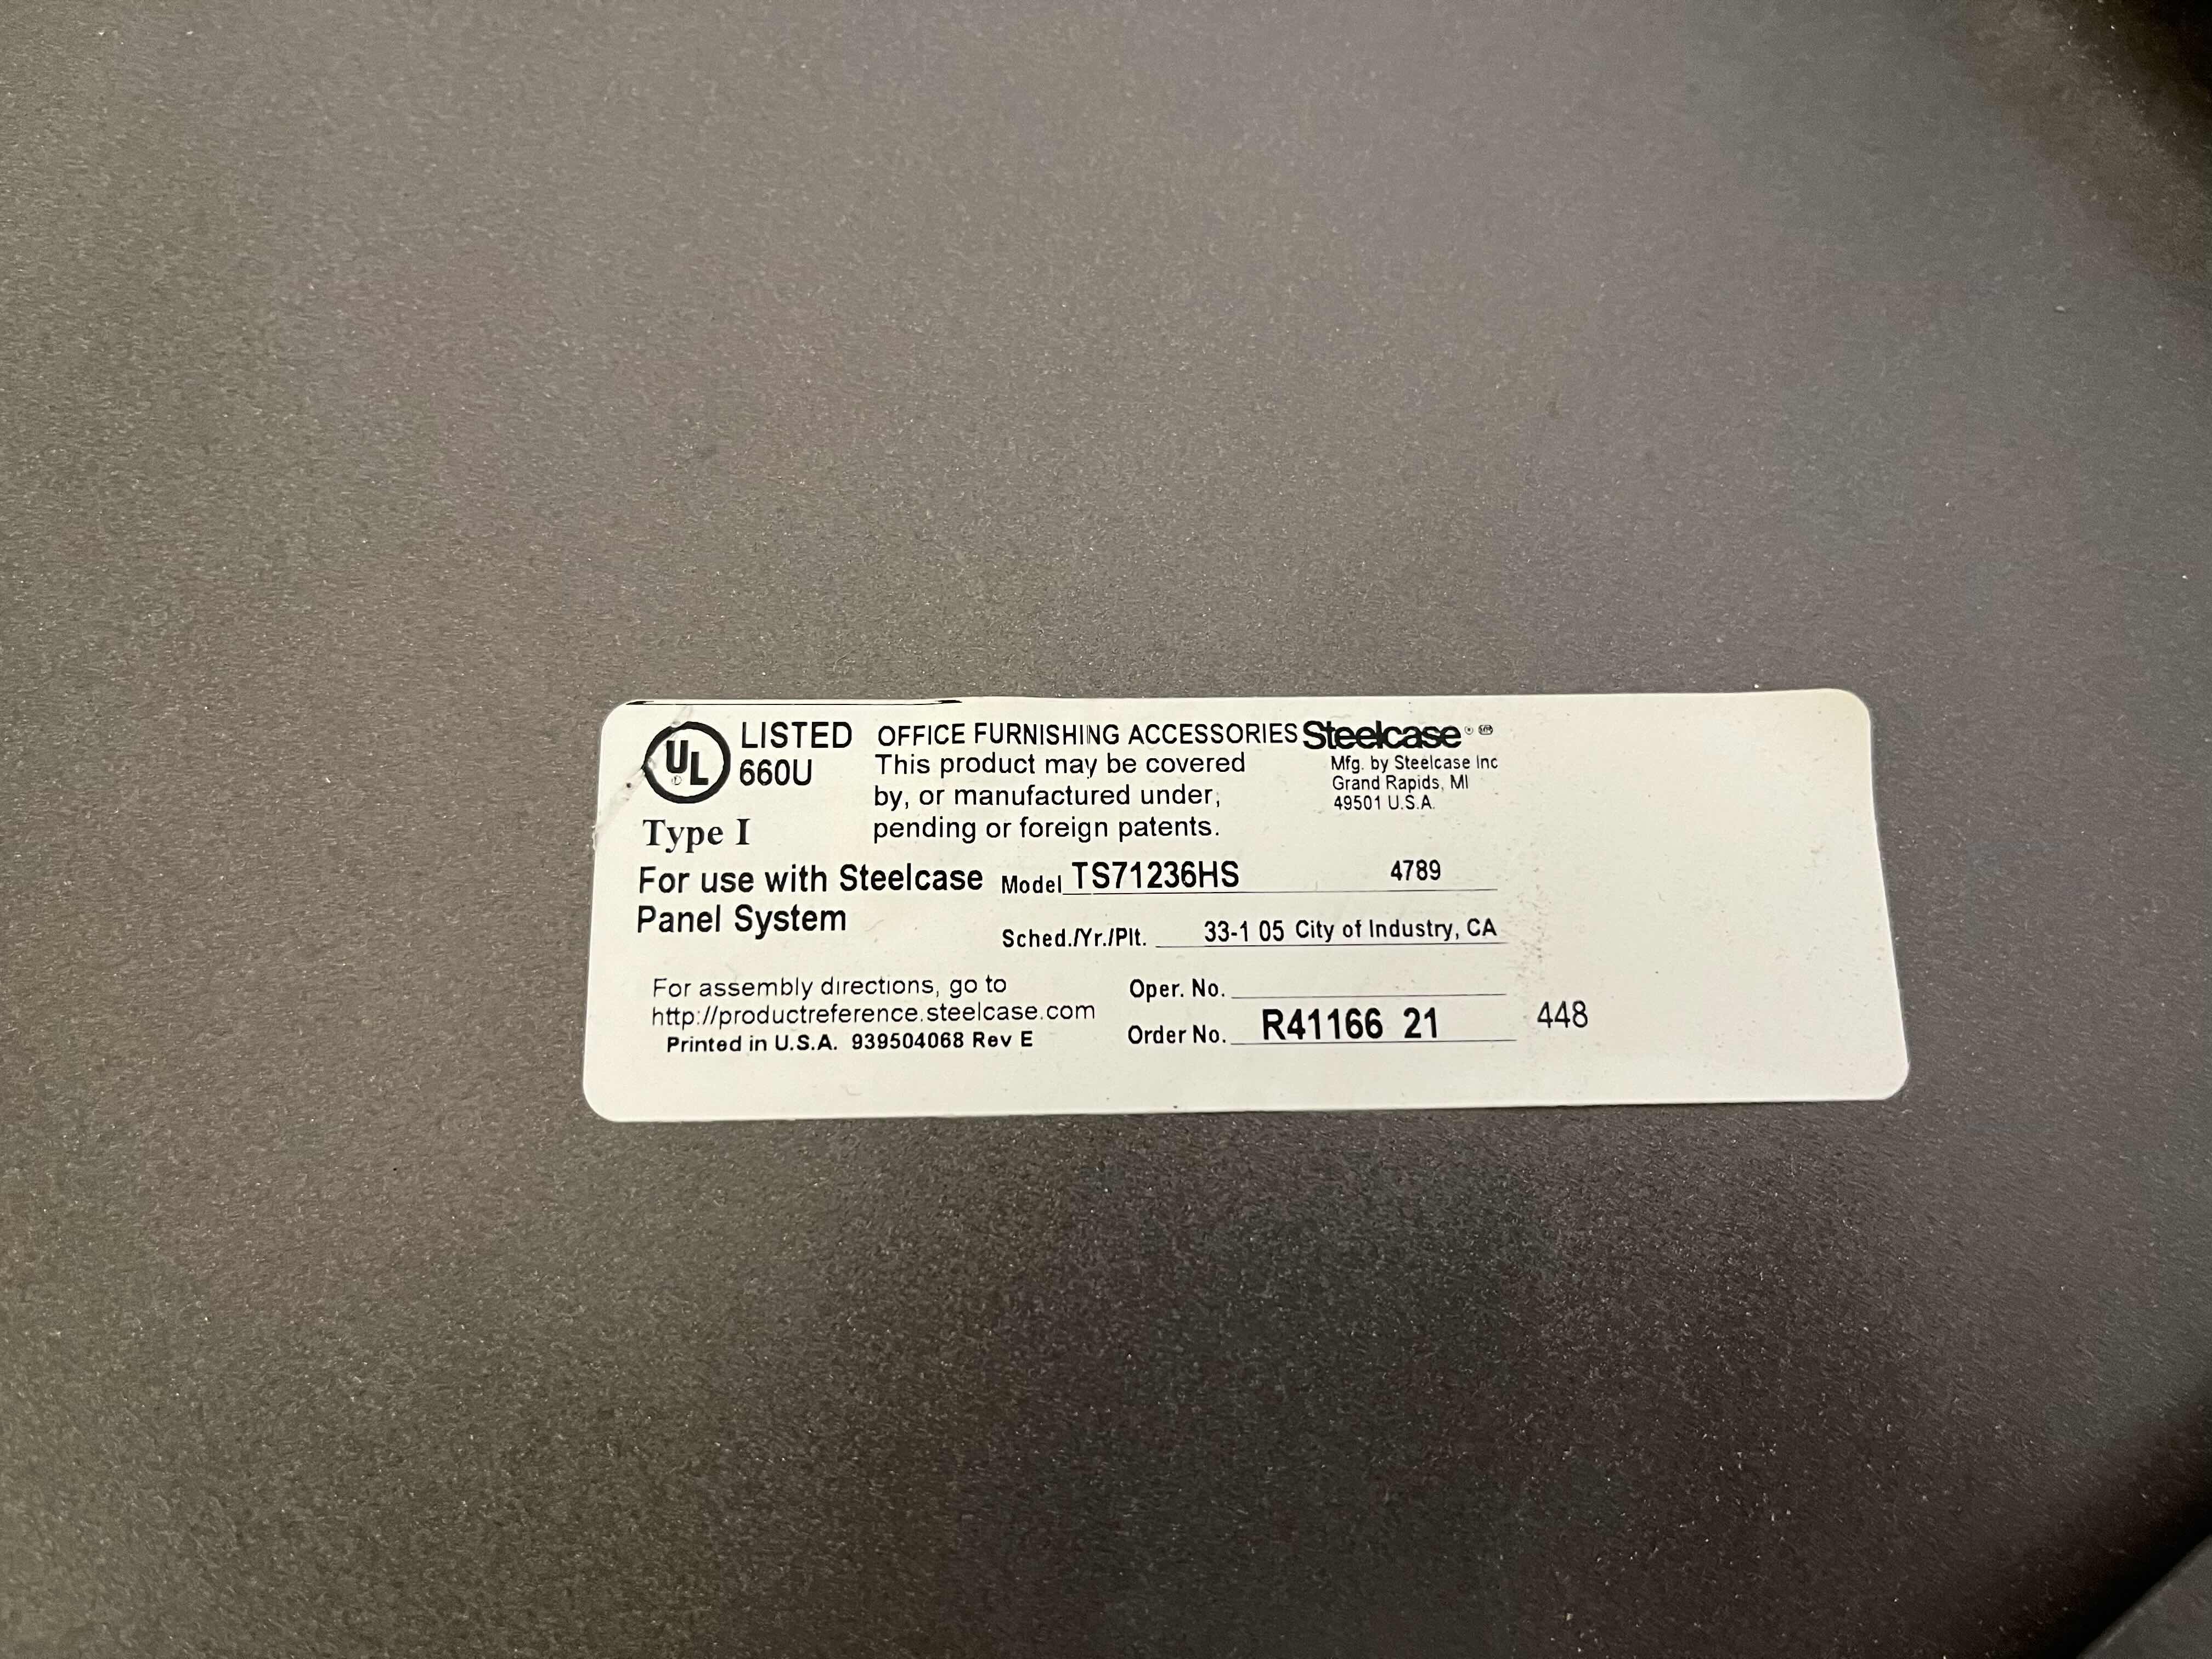 UL LISTED 660U
Type I
For use with Steelcase
Panel System
OFFICE FURNISHING ACCESSORIES
This product may be covered
by, or manufactured under,
pending or foreign patents.
Steelcase ®
Mfg. by Steelcase Inc
Grand Rapids, MI
49501 U.S.A.
Model TS71236HS 4789
Sched./Yr./Plt. 33-1 05 City of Industry, CA
For assembly directions, go to
http://productreference.steelcase.com
Printed in U.S.A. 939504068 Rev E
Oper. No.
Order No. R41166 21 448